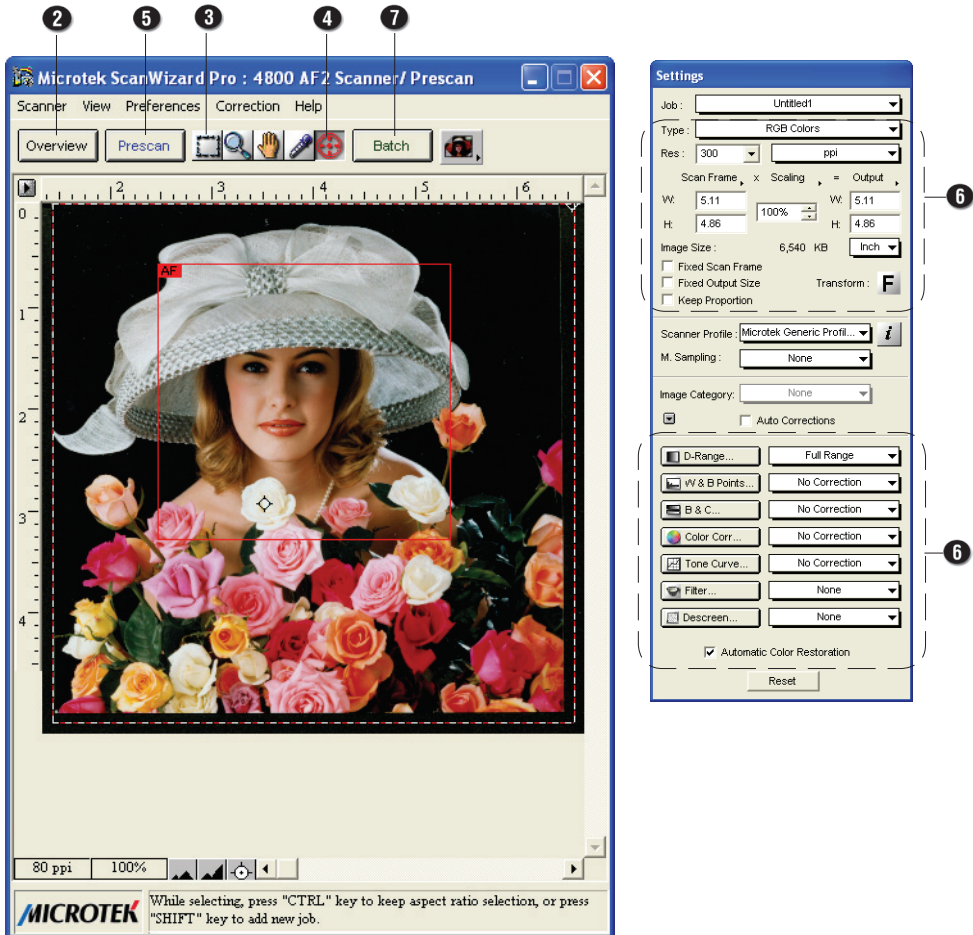 2 5 3 4 7
Microtek ScanWizard Pro : 4800 AF2 Scanner/ Prescan
Scanner View Preferences Correction Help
Overview Prescan Batch
2 3 4 5 6
0
AF
1
2
3
4
80 ppi 100%
MICROTEK
While selecting, press "CTRL" key to keep aspect ratio selection, or press
"SHIFT" key to add new job.
Settings
Job : Untitled1
Type : RGB Colors
Res : 300 ppi
Scan Frame x Scaling = Output
W: 5.11 100% W: 5.11
H: 4.86 H: 4.86
6
Image Size : 6,540 KB Inch
Fixed Scan Frame
Fixed Output Size Transform : F
Keep Proportion
Scanner Profile : Microtek Generic Profil... i
M. Sampling : None
Image Category: None
Auto Corrections
D-Range... Full Range
W & B Points... No Correction
B & C... No Correction
Color Corr... No Correction
6
Tone Curve... No Correction
Filter... None
Descreen... None
Automatic Color Restoration
Reset